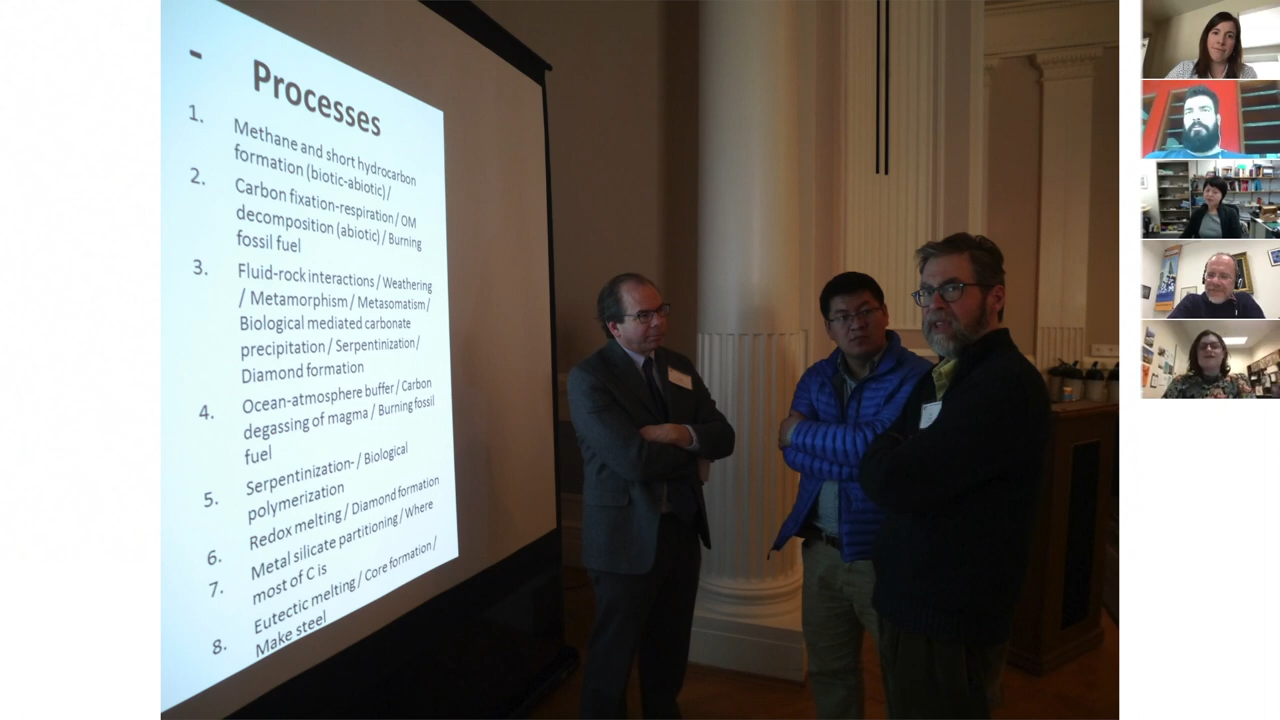 - Processes
1. Methane and short hydrocarbon
formation (biotic-abiotic) /
2. Carbon fixation-respiration / OM
decomposition (abiotic) / Burning
fossil fuel
3. Fluid-rock interactions / Weathering
/ Metamorphism / Metasomatism /
Biological mediated carbonate
precipitation / Serpentinization /
Diamond formation
4. Ocean-atmosphere buffer / Carbon
degassing of magma / Burning fossil
fuel
5. Serpentinization- / Biological
polymerization
6. Redox melting / Diamond formation
7. Metal silicate partitioning / Where
most of C is
8. Eutectic melting / Core formation /
Make steel